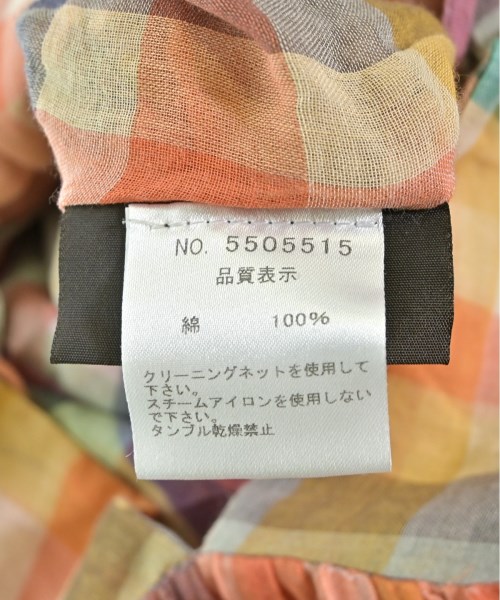 NO. 5505515
品質表示
綿 100%
クリーニングネットを使用して
下さい。
スチームアイロンを使用しない
で下さい。
タンブル乾燥禁止